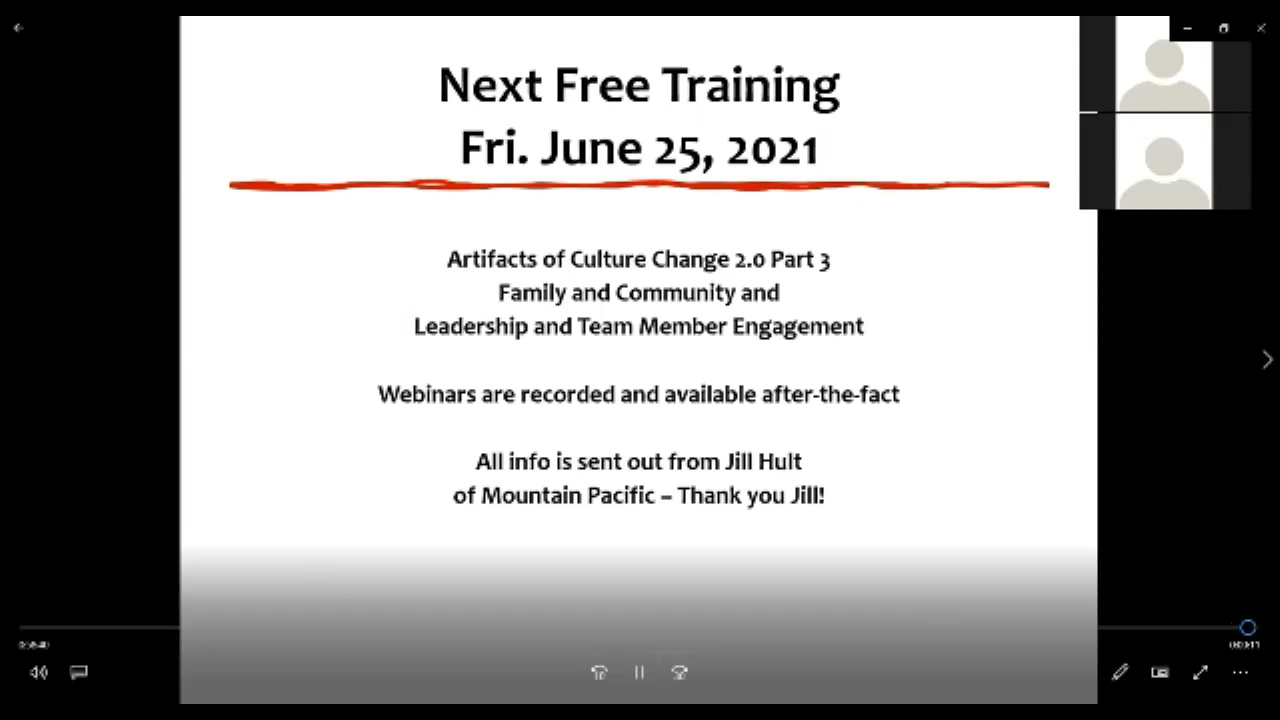 Next Free Training
Fri. June 25, 2021
Artifacts of Culture Change 2.0 Part 3
Family and Community and
Leadership and Team Member Engagement
Webinars are recorded and available after-the-fact
All info is sent out from Jill Hult
of Mountain Pacific – Thank you Jill!